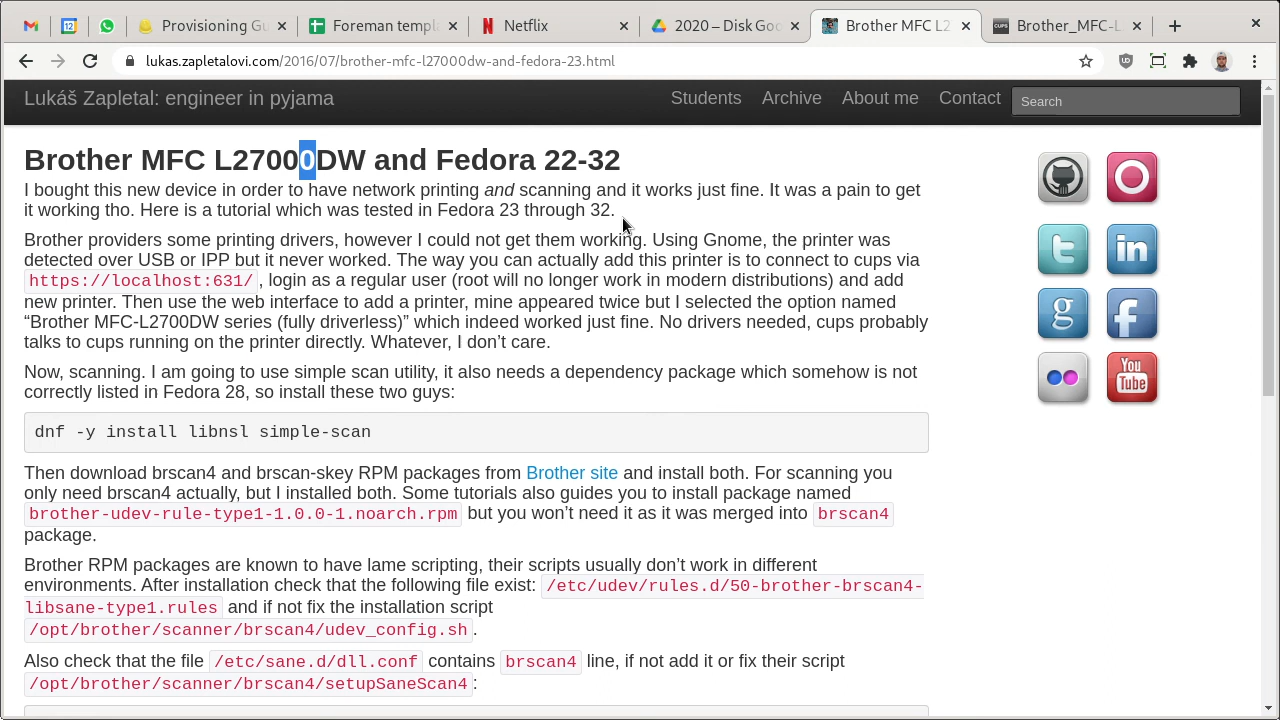 Provisioning Gu
Foreman templ
Netflix
2020 – Disk Goo
Brother MFC L2
Brother_MFC-L
lukas.zapletalovi.com/2016/07/brother-mfc-l27000dw-and-fedora-23.html
Lukáš Zapletal: engineer in pyjama
Students
Archive
About me
Contact
Search
Brother MFC L27000DW and Fedora 22-32
I bought this new device in order to have network printing and scanning and it works just fine. It was a pain to get
it working tho. Here is a tutorial which was tested in Fedora 23 through 32.
Brother providers some printing drivers, however I could not get them working. Using Gnome, the printer was
detected over USB or IPP but it never worked. The way you can actually add this printer is to connect to cups via
https://localhost:631/ , login as a regular user (root will no longer work in modern distributions) and add
new printer. Then use the web interface to add a printer, mine appeared twice but I selected the option named
“Brother MFC-L2700DW series (fully driverless)” which indeed worked just fine. No drivers needed, cups probably
talks to cups running on the printer directly. Whatever, I don’t care.
Now, scanning. I am going to use simple scan utility, it also needs a dependency package which somehow is not
correctly listed in Fedora 28, so install these two guys:
dnf -y install libnsl simple-scan
Then download brscan4 and brscan-skey RPM packages from Brother site and install both. For scanning you
only need brscan4 actually, but I installed both. Some tutorials also guides you to install package named
brother-udev-rule-type1-1.0.0-1.noarch.rpm but you won’t need it as it was merged into brscan4
package.
Brother RPM packages are known to have lame scripting, their scripts usually don’t work in different
environments. After installation check that the following file exist: /etc/udev/rules.d/50-brother-brscan4-
libsane-type1.rules and if not fix the installation script
/opt/brother/scanner/brscan4/udev_config.sh.
Also check that the file /etc/sane.d/dll.conf contains brscan4 line, if not add it or fix their script
/opt/brother/scanner/brscan4/setupSaneScan4:
You
Tube